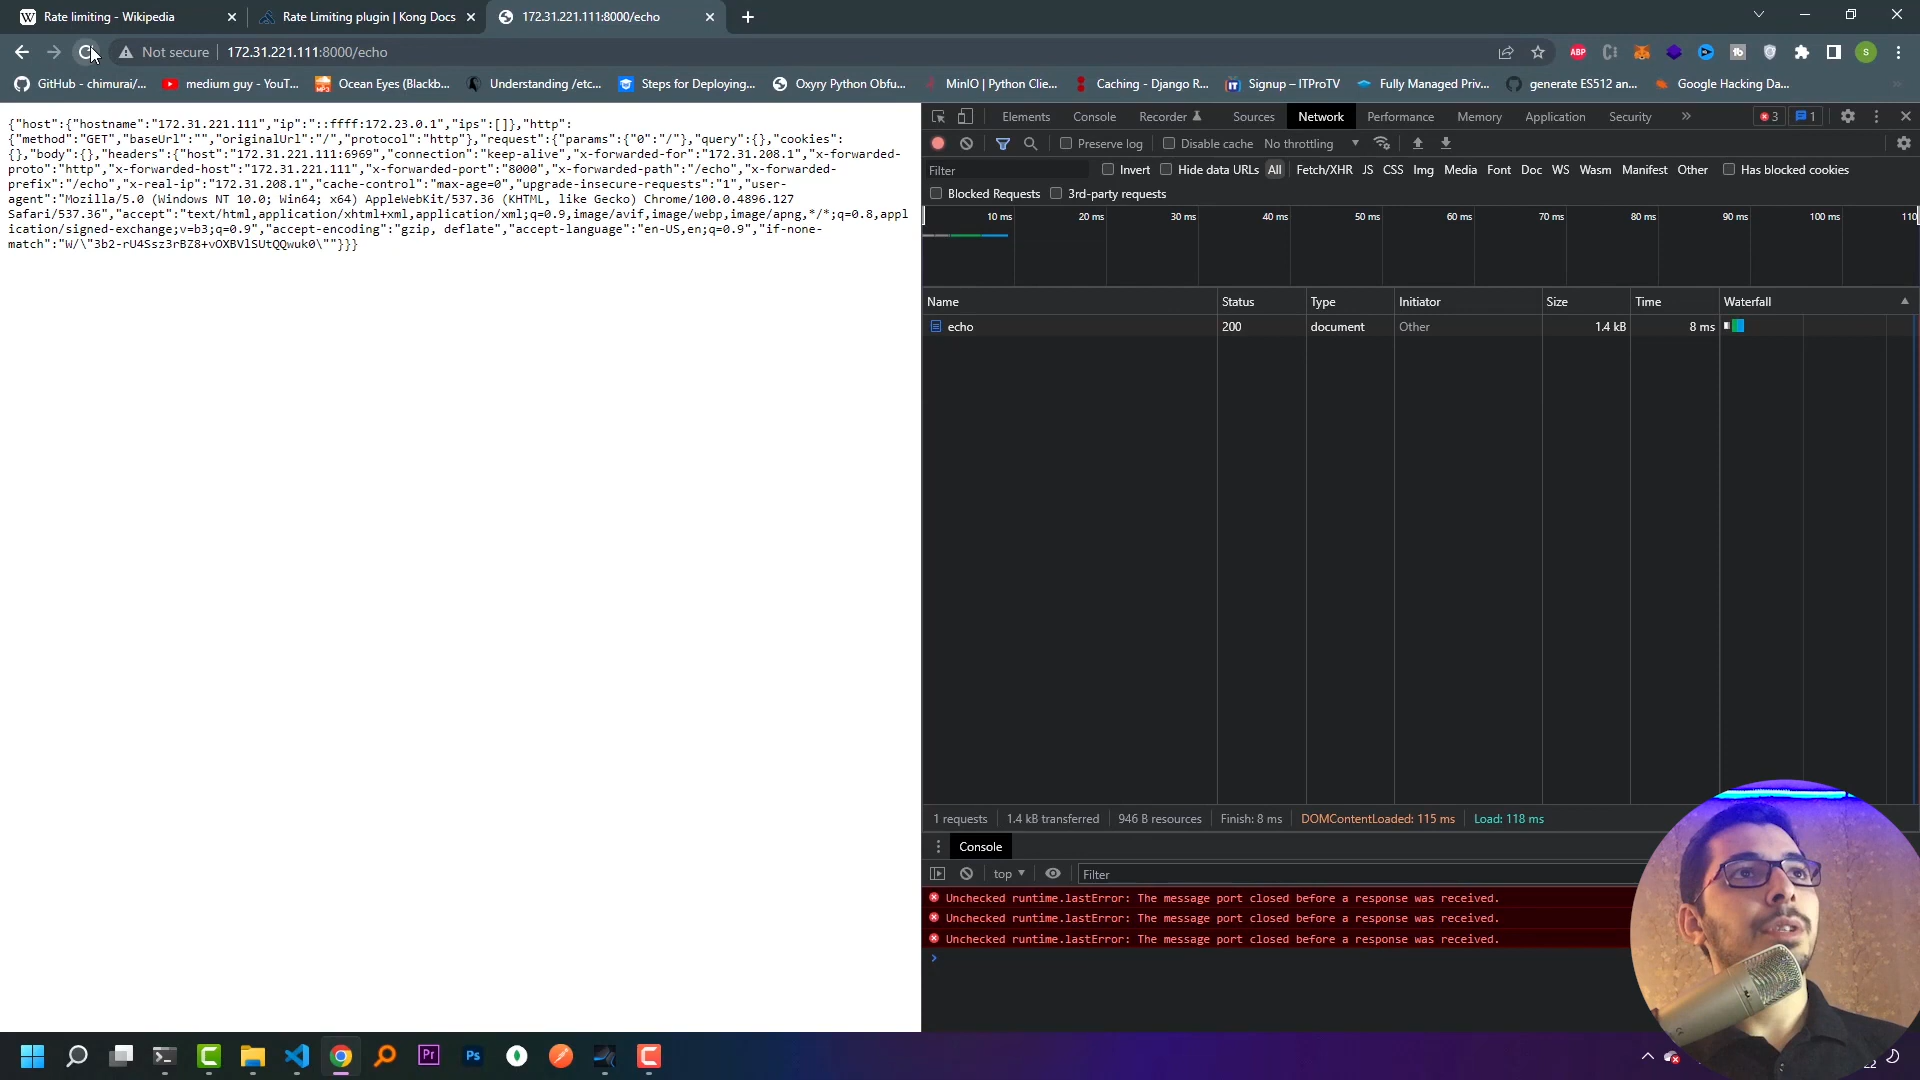 Rate limiting - Wikipedia
Rate Limiting plugin | Kong Docs
172.31.221.111:8000/echo
Not secure
172.31.221.111:8000/echo
ABP
S
GitHub - chimurai/...
medium guy - YouT...
Ocean Eyes (Blackb...
Understanding /etc...
Steps for Deploying...
Oxyry Python Obfu...
MinIO | Python Clie...
Caching - Django R...
Signup – ITProTV
Fully Managed Priv...
generate ES512 an...
Google Hacking Da...
{"host":{"hostname":"172.31.221.111","ip":"::ffff:172.23.0.1","ips":[]},"http":
{"method":"GET","baseUrl":"","originalUrl":"/","protocol":"http"},"request":{"params":{"0":"/"},"query":{},"cookies":
{},"body":{},"headers":{"host":"172.31.221.111:6969","connection":"keep-alive","x-forwarded-for":"172.31.208.1","x-forwarded-
proto":"http","x-forwarded-host":"172.31.221.111","x-forwarded-port":"8000","x-forwarded-path":"/echo","x-forwarded-
prefix":"/echo","x-real-ip":"172.31.208.1","cache-control":"max-age=0","upgrade-insecure-requests":"1","user-
agent":"Mozilla/5.0 (Windows NT 10.0; Win64; x64) AppleWebKit/537.36 (KHTML, like Gecko) Chrome/100.0.4896.127
Safari/537.36","accept":"text/html,application/xhtml+xml,application/xml;q=0.9,image/avif,image/webp,image/apng,*/*;q=0.8,appl
ication/signed-exchange;v=b3;q=0.9","accept-encoding":"gzip, deflate","accept-language":"en-US,en;q=0.9","if-none-
match":"W/\"3b2-rU4Ssz3rBZ8+vOXBVlSUtQQwuk0\""}}}
Elements
Console
Recorder
Sources
Network
Performance
Memory
Application
Security
3
1
Preserve log
Disable cache
No throttling
Filter
Invert
Hide data URLs
All
Fetch/XHR
JS
CSS
Img
Media
Font
Doc
WS
Wasm
Manifest
Other
Has blocked cookies
Blocked Requests
3rd-party requests
10 ms
20 ms
30 ms
40 ms
50 ms
60 ms
70 ms
80 ms
90 ms
100 ms
110
Name
Status
Type
Initiator
Size
Time
Waterfall
echo
200
document
Other
1.4 kB
8 ms
1 requests
1.4 kB transferred
946 B resources
Finish: 8 ms
DOMContentLoaded: 115 ms
Load: 118 ms
Console
top
Filter
Unchecked runtime.lastError: The message port closed before a response was received.
Unchecked runtime.lastError: The message port closed before a response was received.
Unchecked runtime.lastError: The message port closed before a response was received.
Pr
Ps